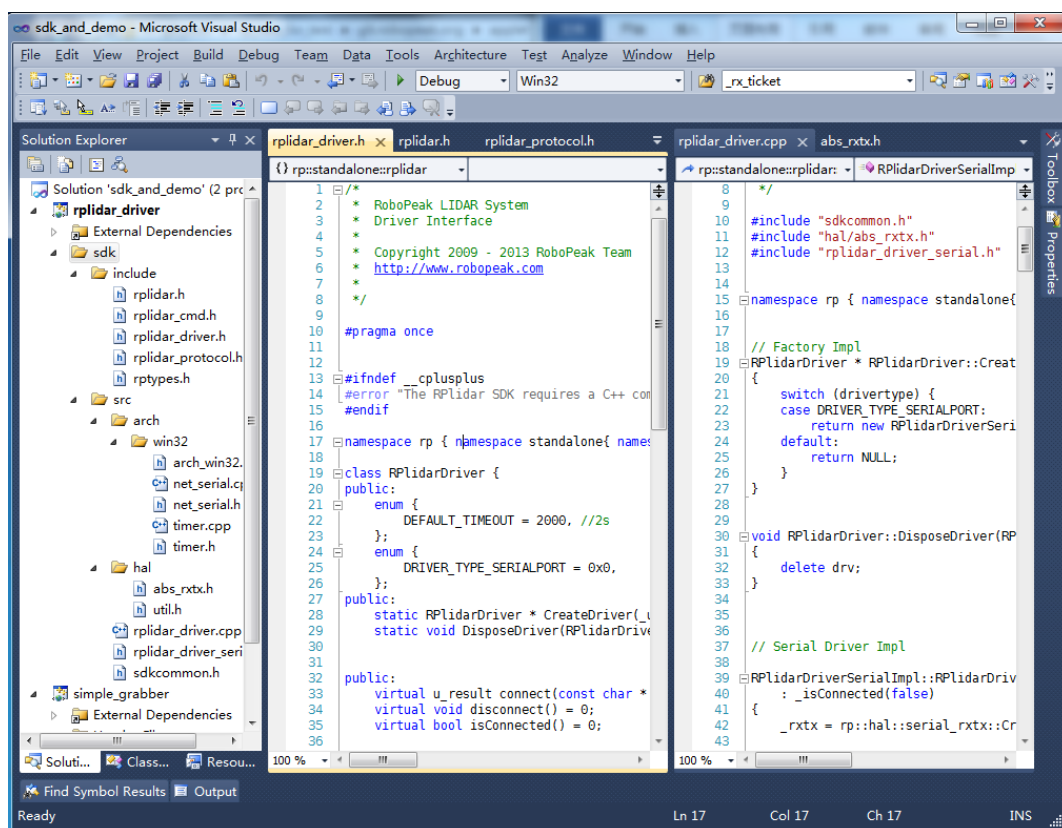 sdk_and_demo - Microsoft Visual Studio
File Edit View Project Build Debug Team Data Tools Architecture Test Analyze Window Help
Debug Win32 _rx_ticket
Solution Explorer
Solution 'sdk_and_demo' (2 prc
rplidar_driver
External Dependencies
sdk
include
rplidar.h
rplidar_cmd.h
rplidar_driver.h
rplidar_protocol.h
rptypes.h
src
arch
win32
arch_win32.
net_serial.cp
net_serial.h
timer.cpp
timer.h
hal
abs_rxtx.h
util.h
rplidar_driver.cpp
rplidar_driver_seri
sdkcommon.h
simple_grabber
External Dependencies
Soluti... Class... Resou...
rplidar_driver.h rplidar.h rplidar_protocol.h
{} rp::standalone::rplidar
1 /*
2 * RoboPeak LIDAR System
3 * Driver Interface
4 *
5 * Copyright 2009 - 2013 RoboPeak Team
6 * http://www.robopeak.com
7 *
8 */
9
10 #pragma once
11
12
13 #ifndef __cplusplus
14 #error "The RPlidar SDK requires a C++ com
15 #endif
16
17 namespace rp { namespace standalone{ names
18
19 class RPlidarDriver {
20 public:
21 enum {
22 DEFAULT_TIMEOUT = 2000, //2s
23 };
24 enum {
25 DRIVER_TYPE_SERIALPORT = 0x0,
26 };
27 public:
28 static RPlidarDriver * CreateDriver(_u
29 static void DisposeDriver(RPlidarDrive
30
31
32 public:
33 virtual u_result connect(const char *
34 virtual void disconnect() = 0;
35 virtual bool isConnected() = 0;
36
100 %
rplidar_driver.cpp abs_rxtx.h
rp::standalone::rplidar: RPlidarDriverSerialImp
8 */
9
10 #include "sdkcommon.h"
11 #include "hal/abs_rxtx.h"
12 #include "rplidar_driver_serial.h"
13
14
15 namespace rp { namespace standalone{
16
17
18 // Factory Impl
19 RPlidarDriver * RPlidarDriver::Creat
20 {
21 switch (drivertype) {
22 case DRIVER_TYPE_SERIALPORT:
23 return new RPlidarDriverSeri
24 default:
25 return NULL;
26 }
27 }
28
29
30 void RPlidarDriver::DisposeDriver(RP
31 {
32 delete drv;
33 }
34
35
36
37 // Serial Driver Impl
38
39 RPlidarDriverSerialImpl::RPlidarDriv
40 : _isConnected(false)
41 {
42 _rxtx = rp::hal::serial_rxtx::Cr
43
100 %
Toolbox
Properties
Find Symbol Results Output
Ready Ln 17 Col 17 Ch 17 INS